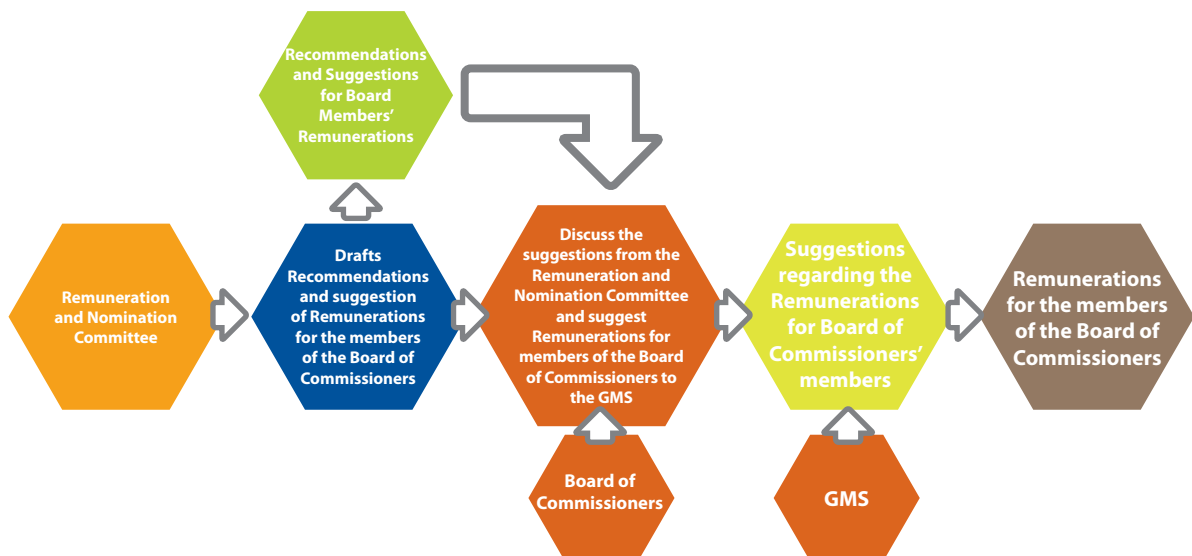 Recommendations
and Suggestions
for Board
Members'
Remunerations
Remuneration
and Nomination
Committee
Drafts
Recommendations
and suggestion
of Remunerations
for the members
of the Board of
Commissioners
Discuss the
suggestions from the
Remuneration and
Nomination Committee
and suggest
Remunerations for
members of the Board
of Commissioners to
the GMS
Suggestions
regarding the
Remunerations
for Board of
Commissioners'
members
Remunerations
for the members
of the Board of
Commissioners
Board of
Commissioners
GMS